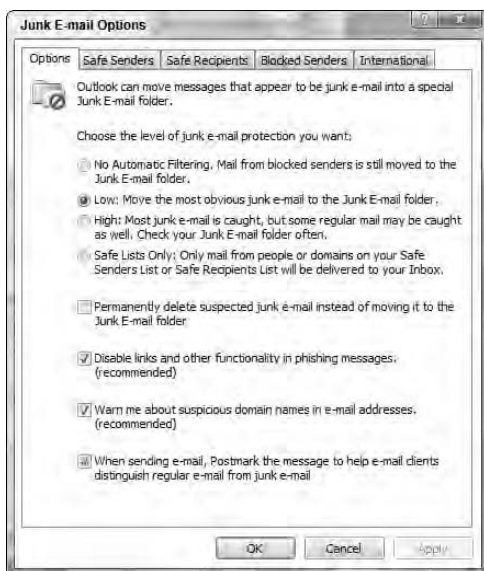 Junk E-mail Options
Options
Safe Senders
Safe Recipients
Blocked Senders
International
Outlook can move messages that appear to be junk e-mail into a special
Junk E-mail folder.
Choose the level of junk e-mail protection you want:
No Automatic Filtering. Mail from blocked senders is still moved to the
Junk E-mail folder.
Low: Move the most obvious junk e-mail to the Junk E-mail folder.
High: Most junk e-mail is caught, but some regular mail may be caught
as well. Check your Junk E-mail folder often.
Safe Lists Only: Only mail from people or domains on your Safe
Senders List or Safe Recipients List will be delivered to your Inbox.
Permanently delete suspected junk e-mail instead of moving it to the
Junk E-mail folder
Disable links and other functionality in phishing messages.
(recommended)
Warn me about suspicious domain names in e-mail addresses.
(recommended)
When sending e-mail, Postmark the message to help e-mail clients
distinguish regular e-mail from junk e-mail
OK
Cancel
Apply